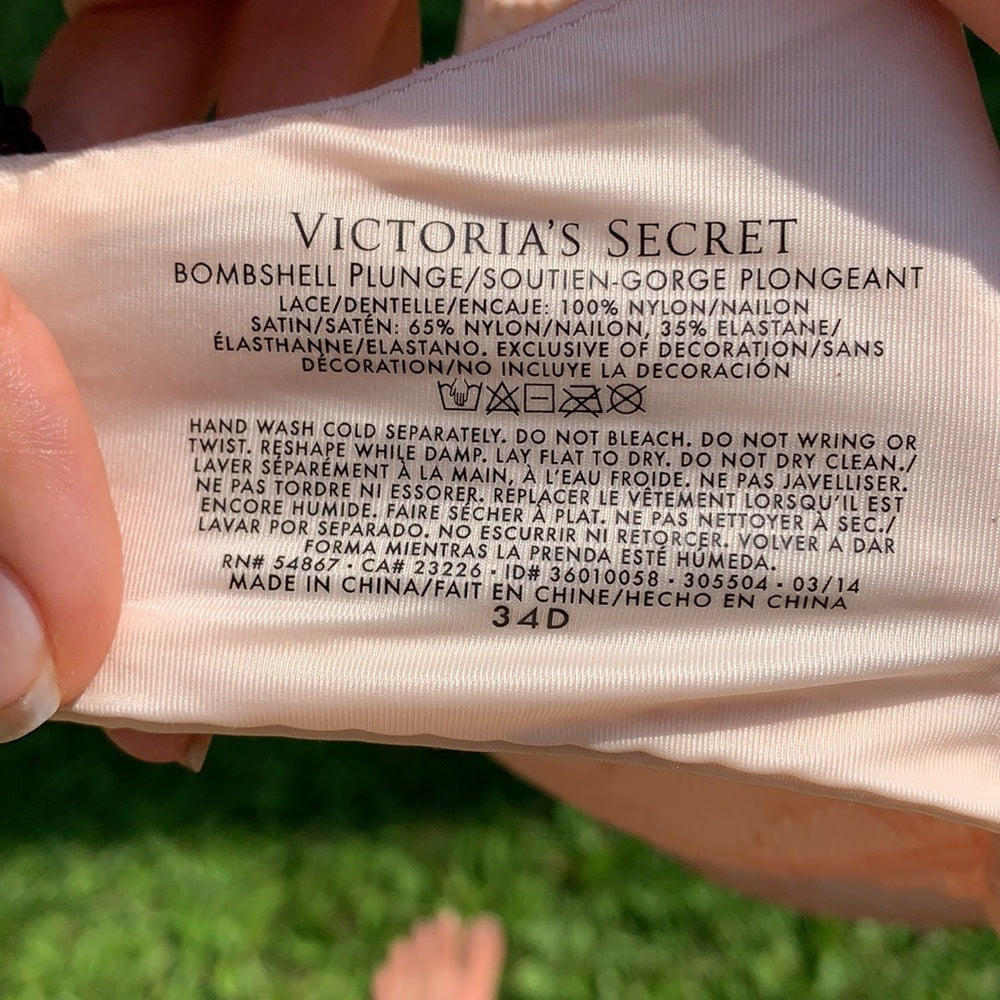 VICTORIA'S SECRET
BOMBSHELL PLUNGE/SOUTIEN-GORGE PLONGEANT
LACE/DENTELLE/ENCAJE: 100% NYLON/NAILON
SATIN/SATÉN: 65% NYLON/NAILON, 35% ELASTANE/
ÉLASTHANNE/ELASTANO. EXCLUSIVE OF DECORATION/SANS
DÉCORATION/NO INCLUYE LA DECORACIÓN
HAND WASH COLD SEPARATELY. DO NOT BLEACH. DO NOT WRING OR
TWIST. RESHAPE WHILE DAMP. LAY FLAT TO DRY. DO NOT DRY CLEAN./
LAVER SÉPARÉMENT À LA MAIN, À L'EAU FROIDE. NE PAS JAVELLISER.
NE PAS TORDRE NI ESSORER. REPLACER LE VÊTEMENT LORSQU'IL EST
ENCORE HUMIDE. FAIRE SÉCHER À PLAT. NE PAS NETTOYER À SEC./
LAVAR POR SEPARADO. NO ESCURRIR NI RETORCER. VOLVER A DAR
FORMA MIENTRAS LA PRENDA ESTÉ HÚMEDA.
RN# 54867 · CA# 23226 · ID# 36010058 · 305504 · 03/14
MADE IN CHINA/FAIT EN CHINE/HECHO EN CHINA
34D